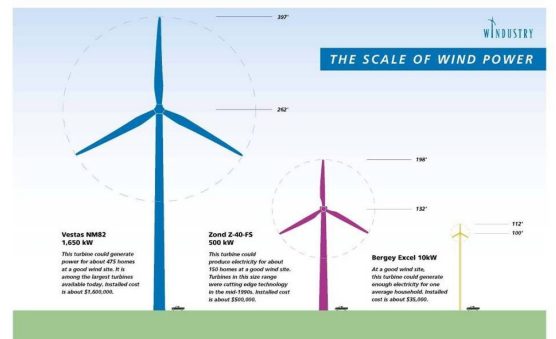 397'
WINDUSTRY
THE SCALE OF WIND POWER
262'
198'
132'
112'
100'
Vestas NM82
1,650 kW
This turbine could generate
power for about 475 homes
at a good wind site. It is
among the largest turbines
available today. Installed cost
is about $1,600,000.
Zond Z-40-FS
500 kW
This turbine could
produce electricity for about
150 homes at a good wind site.
Turbines in this size range
were cutting edge technology
in the mid-1990s. Installed cost
is about $500,000.
Bergey Excel 10kW
At a good wind site,
this turbine could generate
enough electricity for one
average household. Installed
cost is about $35,000.